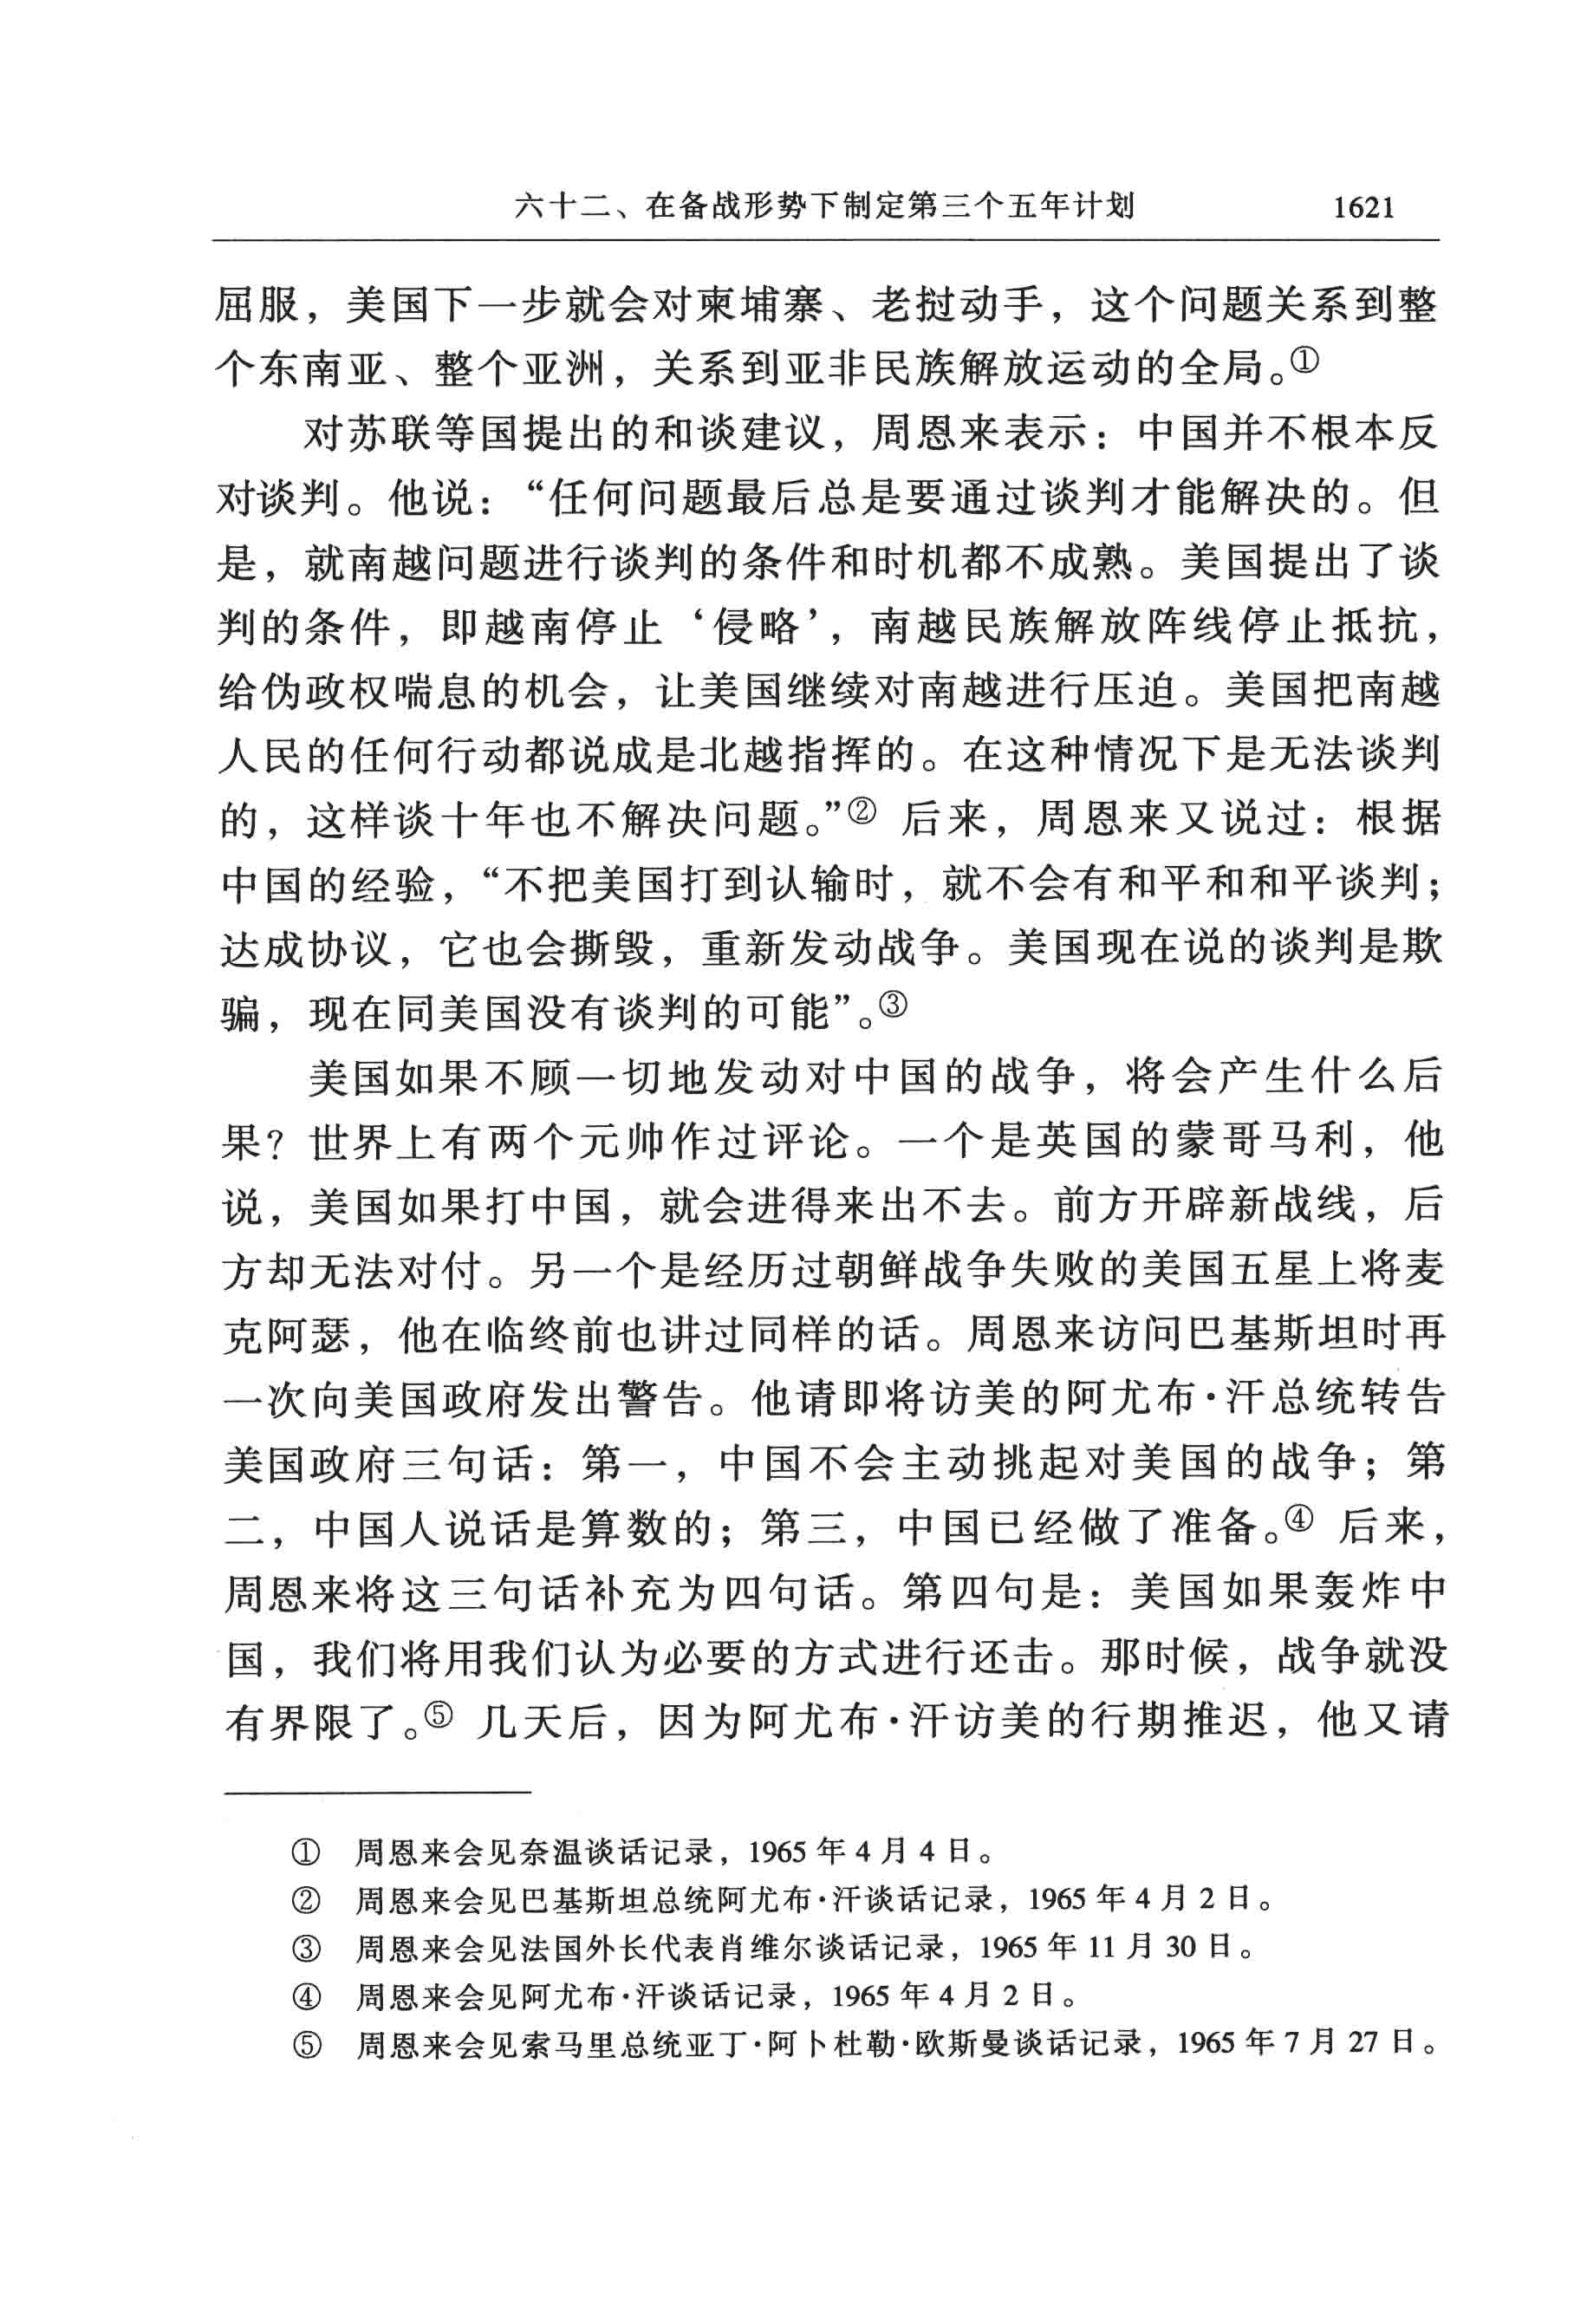 六十二、在备战形势下制定第三个五年计划 1621
屈服，美国下一步就会对柬埔寨、老挝动手，这个问题关系到整
个东南亚、整个亚洲，关系到亚非民族解放运动的全局。①
对苏联等国提出的和谈建议，周恩来表示：中国并不根本反
对谈判。他说：“任何问题最后总是要通过谈判才能解决的。但
是，就南越问题进行谈判的条件和时机都不成熟。美国提出了谈
判的条件，即越南停止‘侵略’，南越民族解放阵线停止抵抗，
给伪政权喘息的机会，让美国继续对南越进行压迫。美国把南越
人民的任何行动都说成是北越指挥的。在这种情况下是无法谈判
的，这样谈十年也不解决问题。”② 后来，周恩来又说过：根据
中国的经验，“不把美国打到认输时，就不会有和平和和平谈判；
达成协议，它也会撕毁，重新发动战争。美国现在说的谈判是欺
骗，现在同美国没有谈判的可能”。③
美国如果不顾一切地发动对中国的战争，将会产生什么后
果？世界上有两个元帅作过评论。一个是英国的蒙哥马利，他
说，美国如果打中国，就会进得来出不去。前方开辟新战线，后
方却无法对付。另一个是经历过朝鲜战争失败的美国五星上将麦
克阿瑟，他在临终前也讲过同样的话。周恩来访问巴基斯坦时再
一次向美国政府发出警告。他请即将访美的阿尤布·汗总统转告
美国政府三句话：第一，中国不会主动挑起对美国的战争；第
二，中国人说话是算数的；第三，中国已经做了准备。④ 后来，
周恩来将这三句话补充为四句话。第四句是：美国如果轰炸中
国，我们将用我们认为必要的方式进行还击。那时候，战争就没
有界限了。⑤ 几天后，因为阿尤布·汗访美的行期推迟，他又请
① 周恩来会见奈温谈话记录，1965 年 4 月 4 日。
② 周恩来会见巴基斯坦总统阿尤布·汗谈话记录，1965 年 4 月 2 日。
③ 周恩来会见法国外长代表肖维尔谈话记录，1965 年 11 月 30 日。
④ 周恩来会见阿尤布·汗谈话记录，1965 年 4 月 2 日。
⑤ 周恩来会见索马里总统亚丁·阿卜杜勒·欧斯曼谈话记录，1965 年 7 月 27 日。